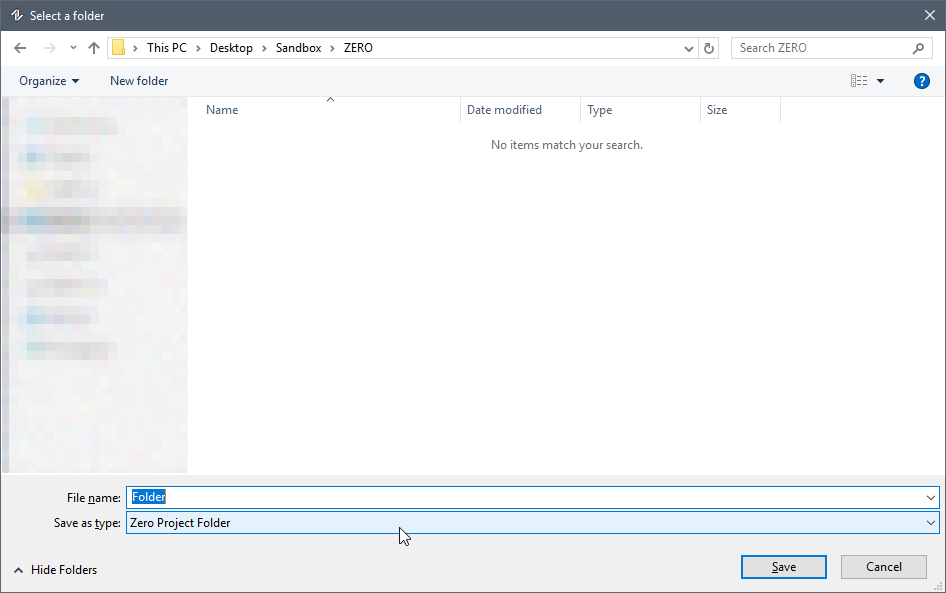 Select a folder
This PC > Desktop > Sandbox > ZERO
Search ZERO
Organize
New folder
?
Name
Date modified
Type
Size
No items match your search.
File name:
Folder
Save as type:
Zero Project Folder
Hide Folders
Save
Cancel